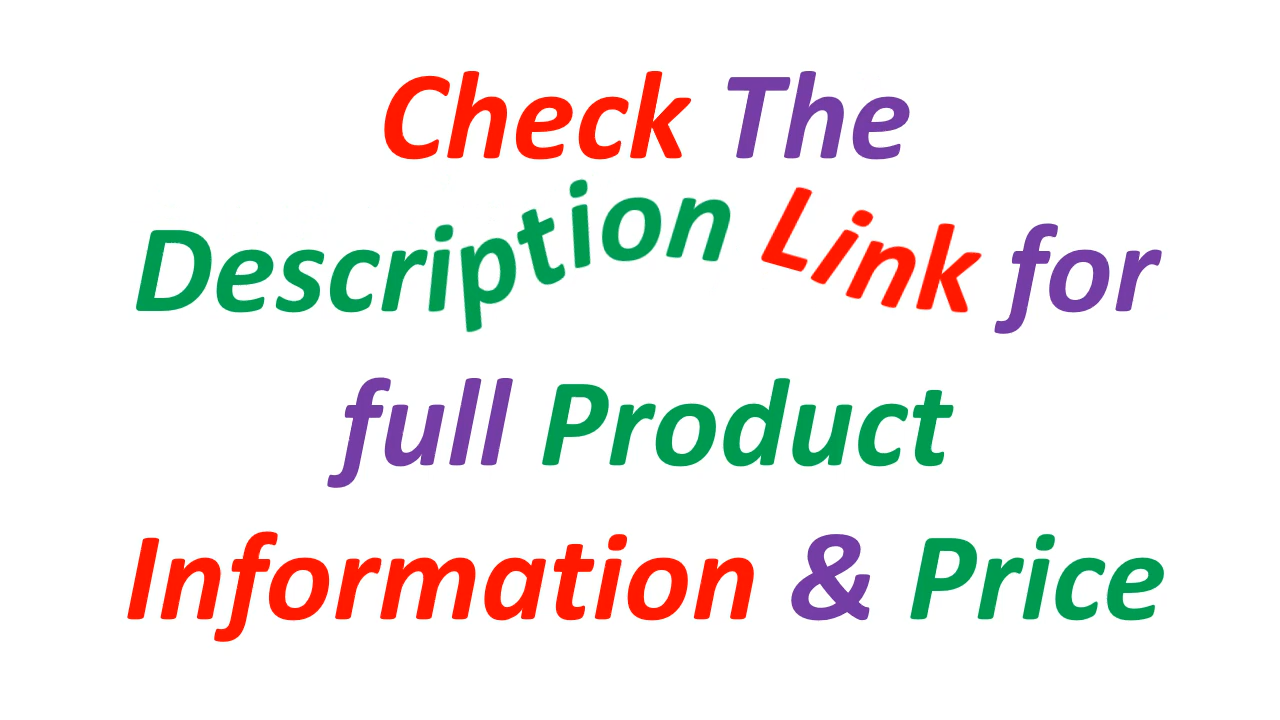 Check The
Description Link for
full Product
Information & Price